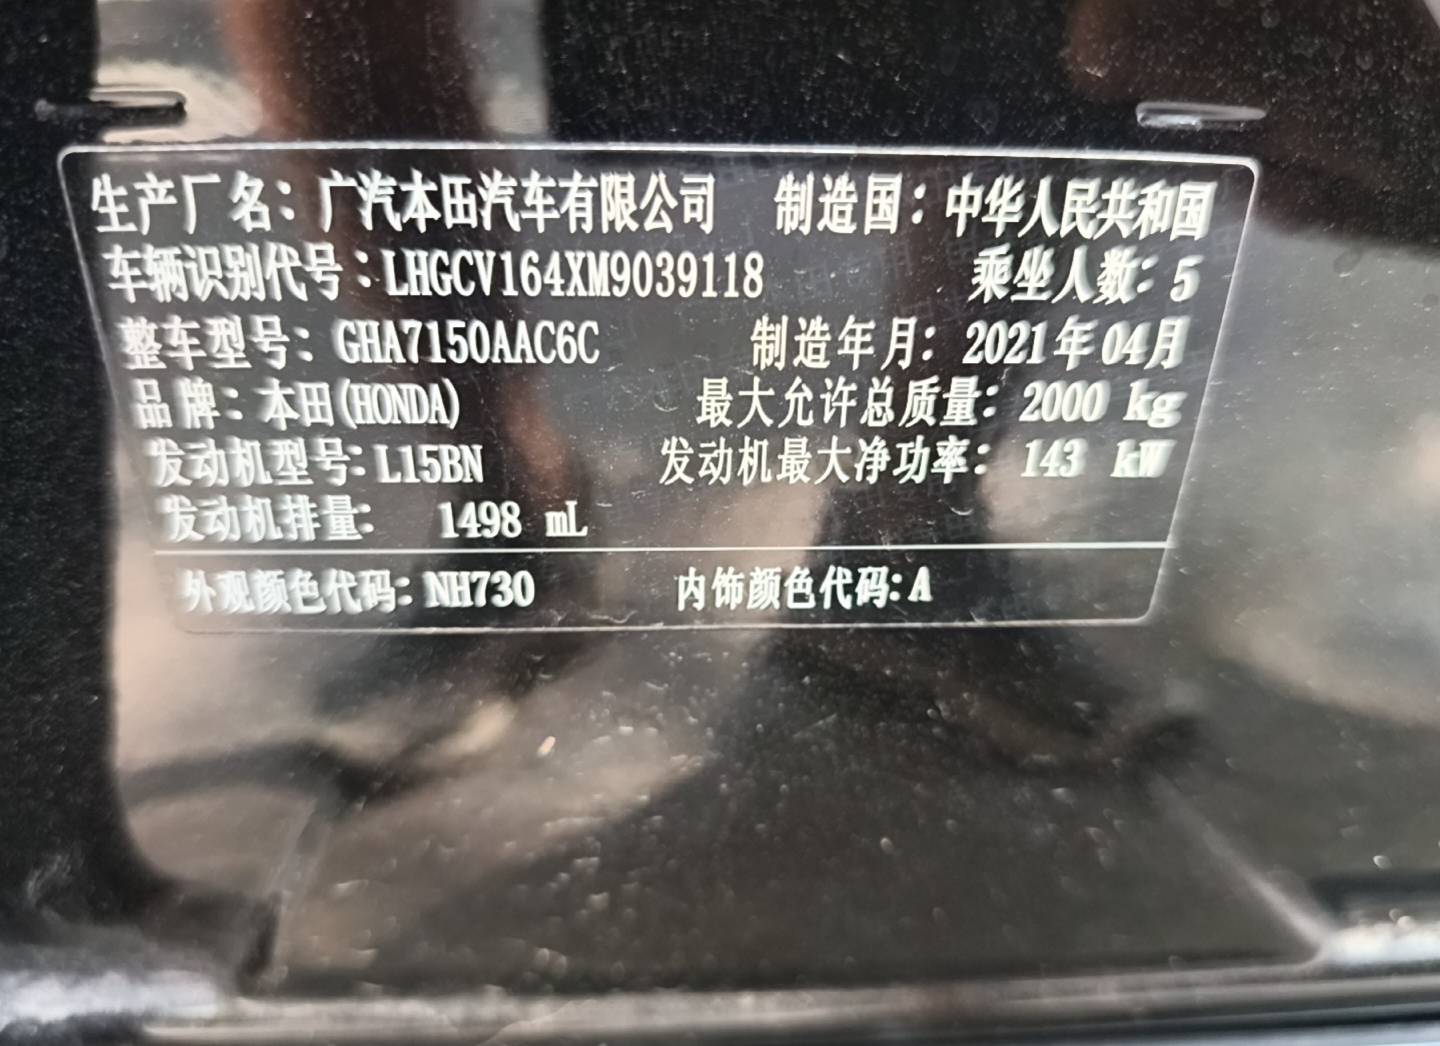 生产厂名：广汽本田汽车有限公司 制造国：中华人民共和国
车辆识别代号：LHGCV164XM9039118 乘坐人数：5
整车型号：GHA7150AAC6C 制造年月：2021年04月
品牌：本田(HONDA) 最大允许总质量：2000 kg
发动机型号：L15BN 发动机最大净功率：143 kW
发动机排量： 1498 mL
外观颜色代码：NH730 内饰颜色代码：A